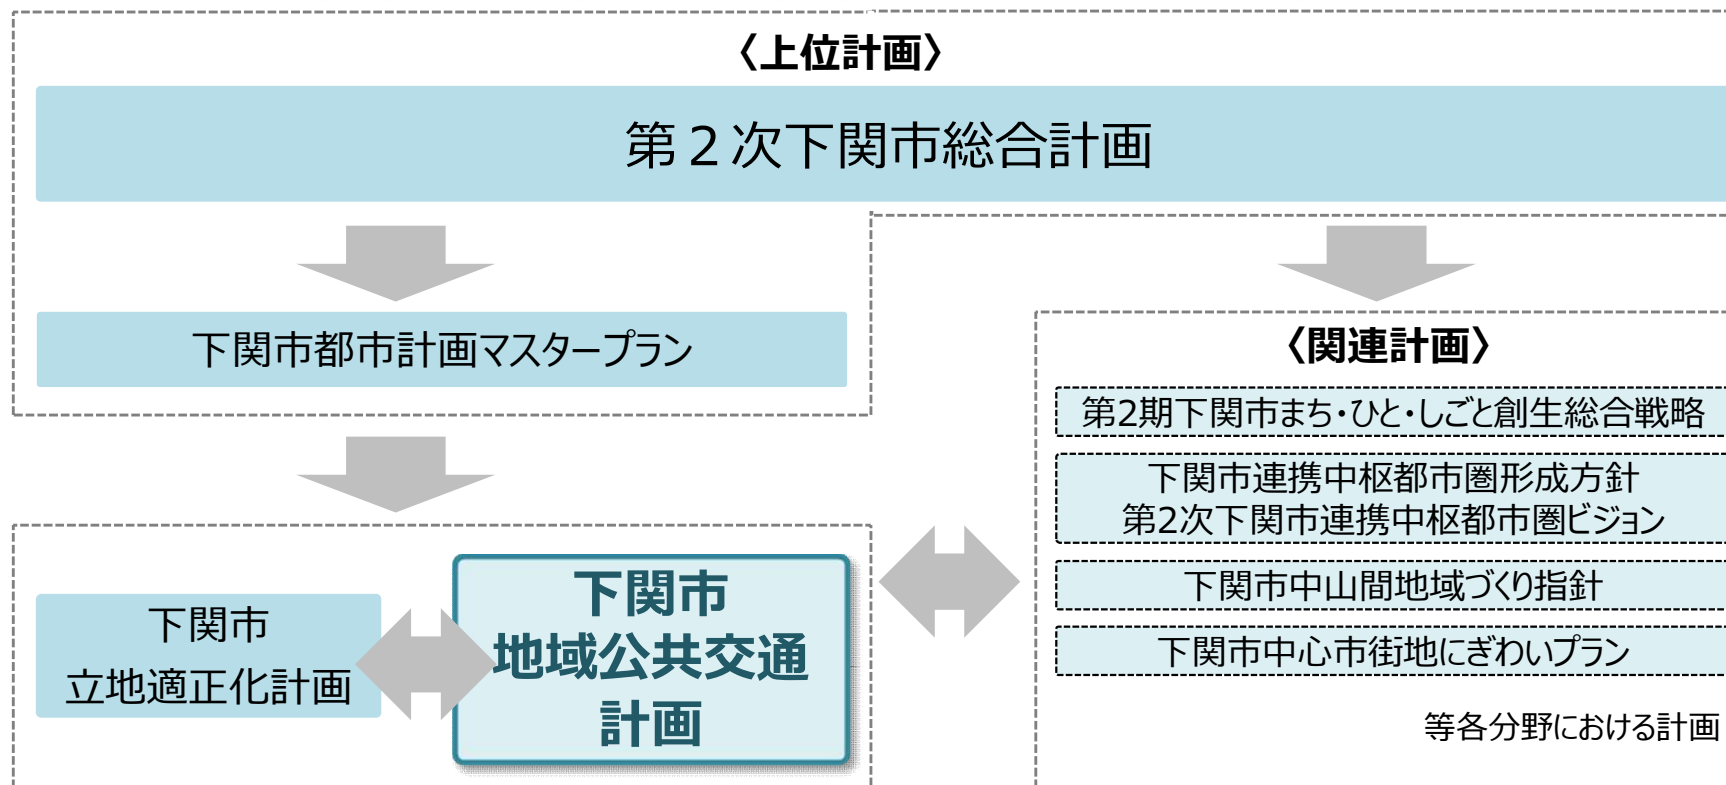 〈上位計画〉
第２次下関市総合計画
下関市都市計画マスタープラン
下関市
立地適正化計画
下関市
地域公共交通
計画
〈関連計画〉
第2期下関市まち・ひと・しごと創生総合戦略
下関市連携中枢都市圏形成方針
第2次下関市連携中枢都市圏ビジョン
下関市中山間地域づくり指針
下関市中心市街地にぎわいプラン
等各分野における計画